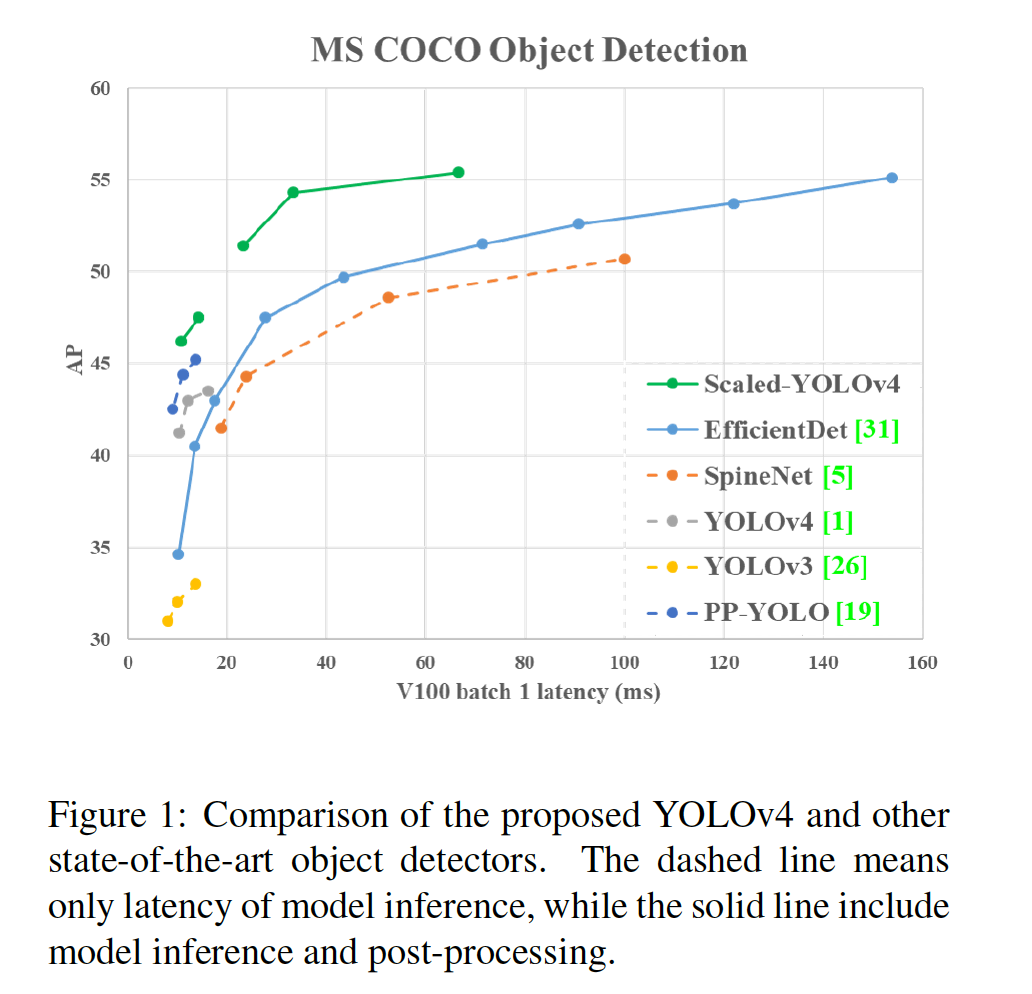 MS COCO Object Detection
60
55
50
45
40
35
30
AP
0 20 40 60 80 100 120 140 160
V100 batch 1 latency (ms)
Scaled-YOLOv4
EfficientDet [31]
SpineNet [5]
YOLOv4 [1]
YOLOv3 [26]
PP-YOLO [19]
Figure 1: Comparison of the proposed YOLOv4 and other
state-of-the-art object detectors. The dashed line means
only latency of model inference, while the solid line include
model inference and post-processing.